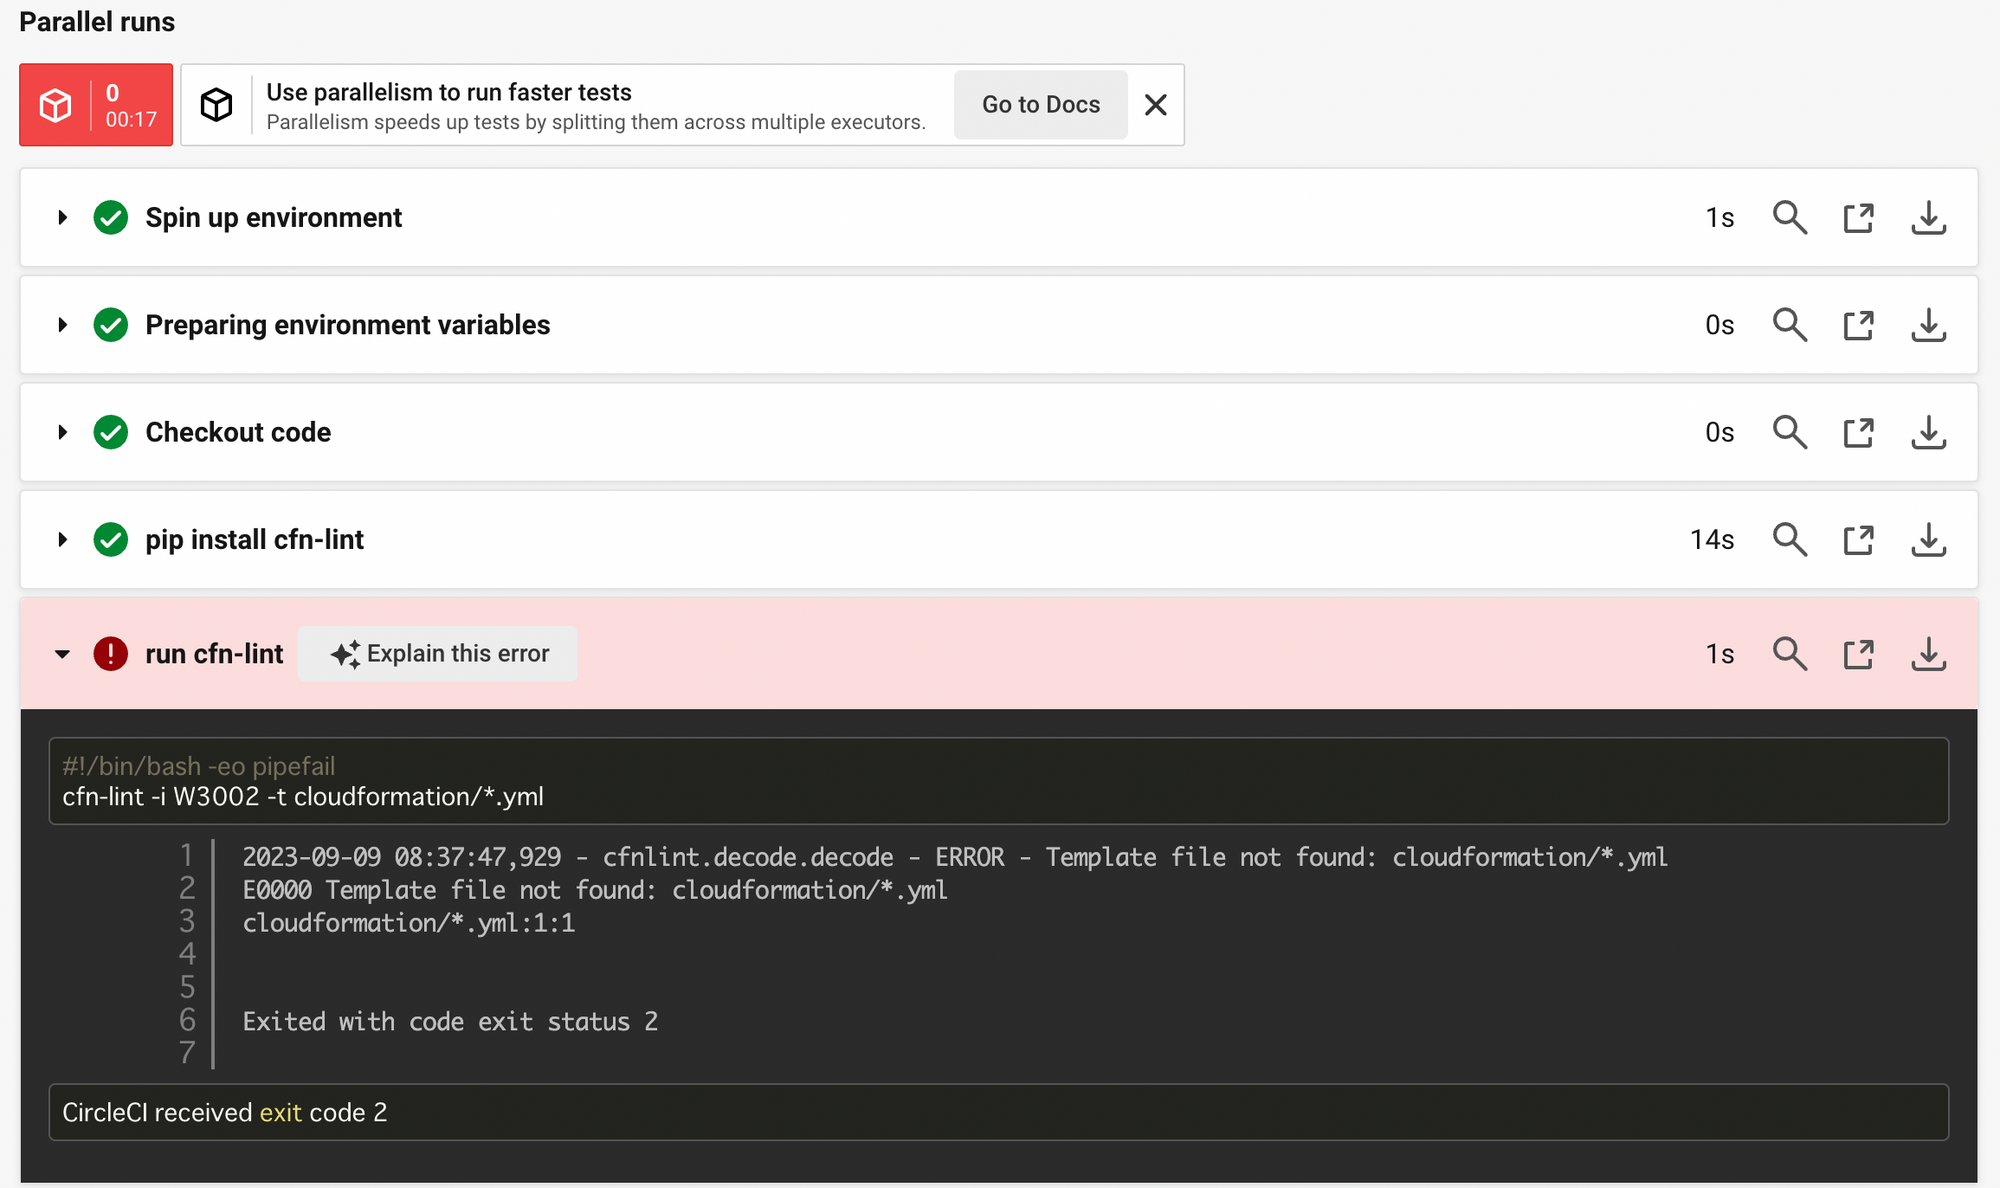 Parallel runs
0
00:17
Use parallelism to run faster tests
Parallelism speeds up tests by splitting them across multiple executors.
Go to Docs
Spin up environment
1s
Preparing environment variables
0s
Checkout code
0s
pip install cfn-lint
14s
run cfn-lint
Explain this error
1s
#!/bin/bash -eo pipefail
cfn-lint -i W3002 -t cloudformation/*.yml
1 2023-09-09 08:37:47,929 - cfnlint.decode.decode - ERROR - Template file not found: cloudformation/*.yml
2 E0000 Template file not found: cloudformation/*.yml
3 cloudformation/*.yml:1:1
4
5
6 Exited with code exit status 2
7
CircleCI received exit code 2